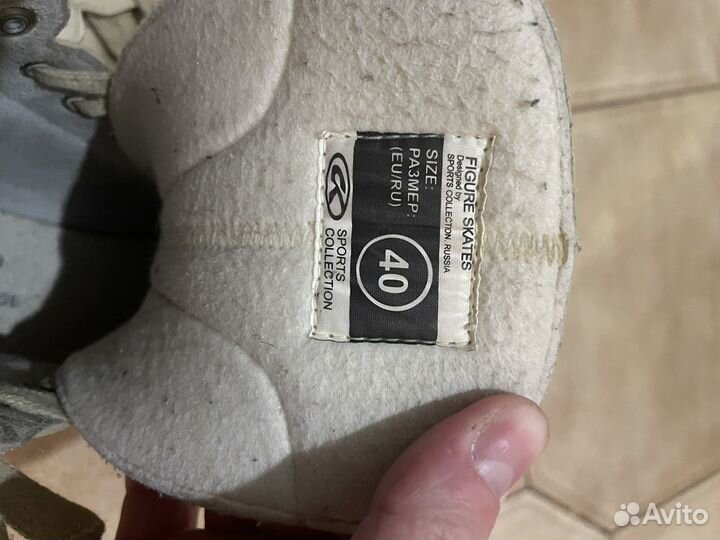 FIGURE SKATES
Designed by
SPORTS COLLECTION, RUSSIA
SIZE:
РАЗМЕР:
(EU/RU)
40
SPORTS
COLLECTION
Avito